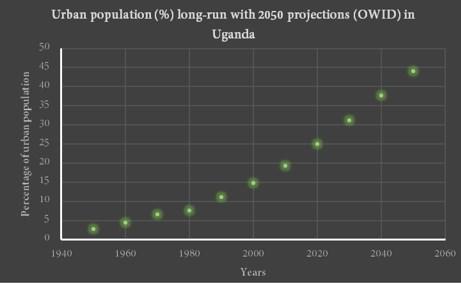 Urban population (%) long-run with 2050 projections (OWID) in
Uganda
Percentage of urban population
50
45
40
35
30
25
20
15
10
5
0
1940 1960 1980 2000 2020 2040 2060
Years